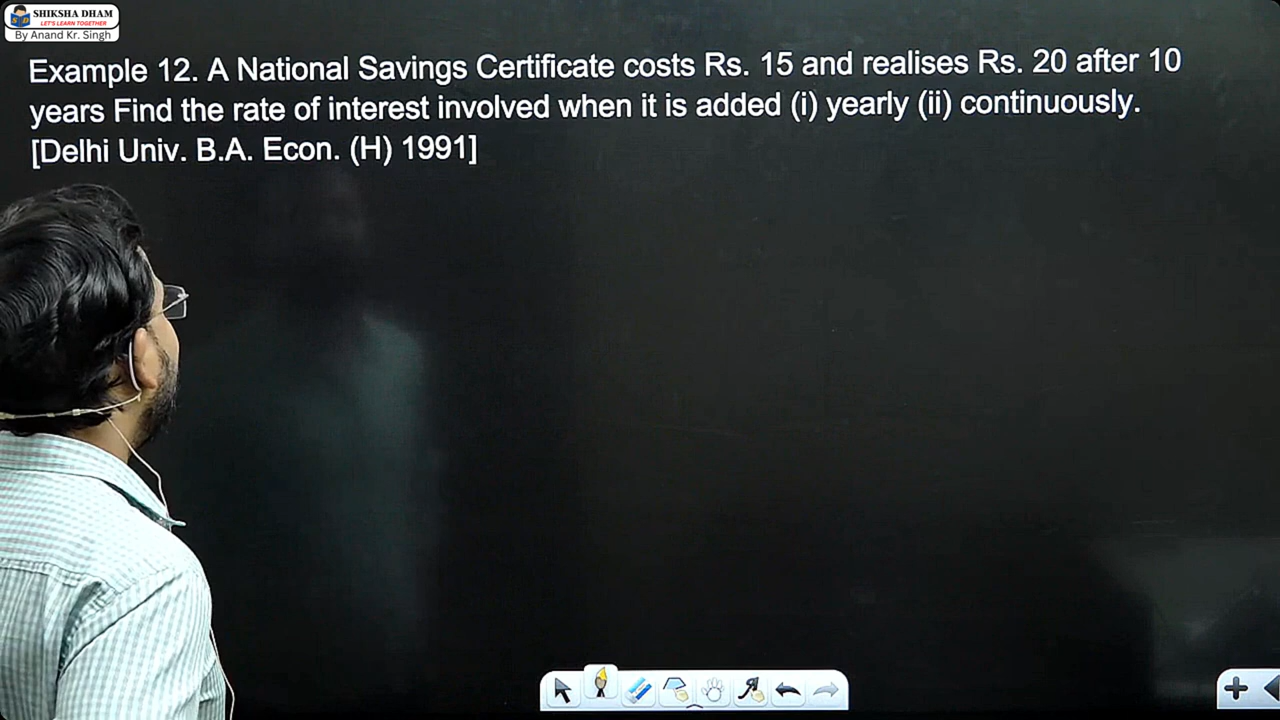 SHIKSHA DHAM
LET'S LEARN TOGETHER
By Anand Kr. Singh
Example 12. A National Savings Certificate costs Rs. 15 and realises Rs. 20 after 10
years Find the rate of interest involved when it is added (i) yearly (ii) continuously.
[Delhi Univ. B.A. Econ. (H) 1991]